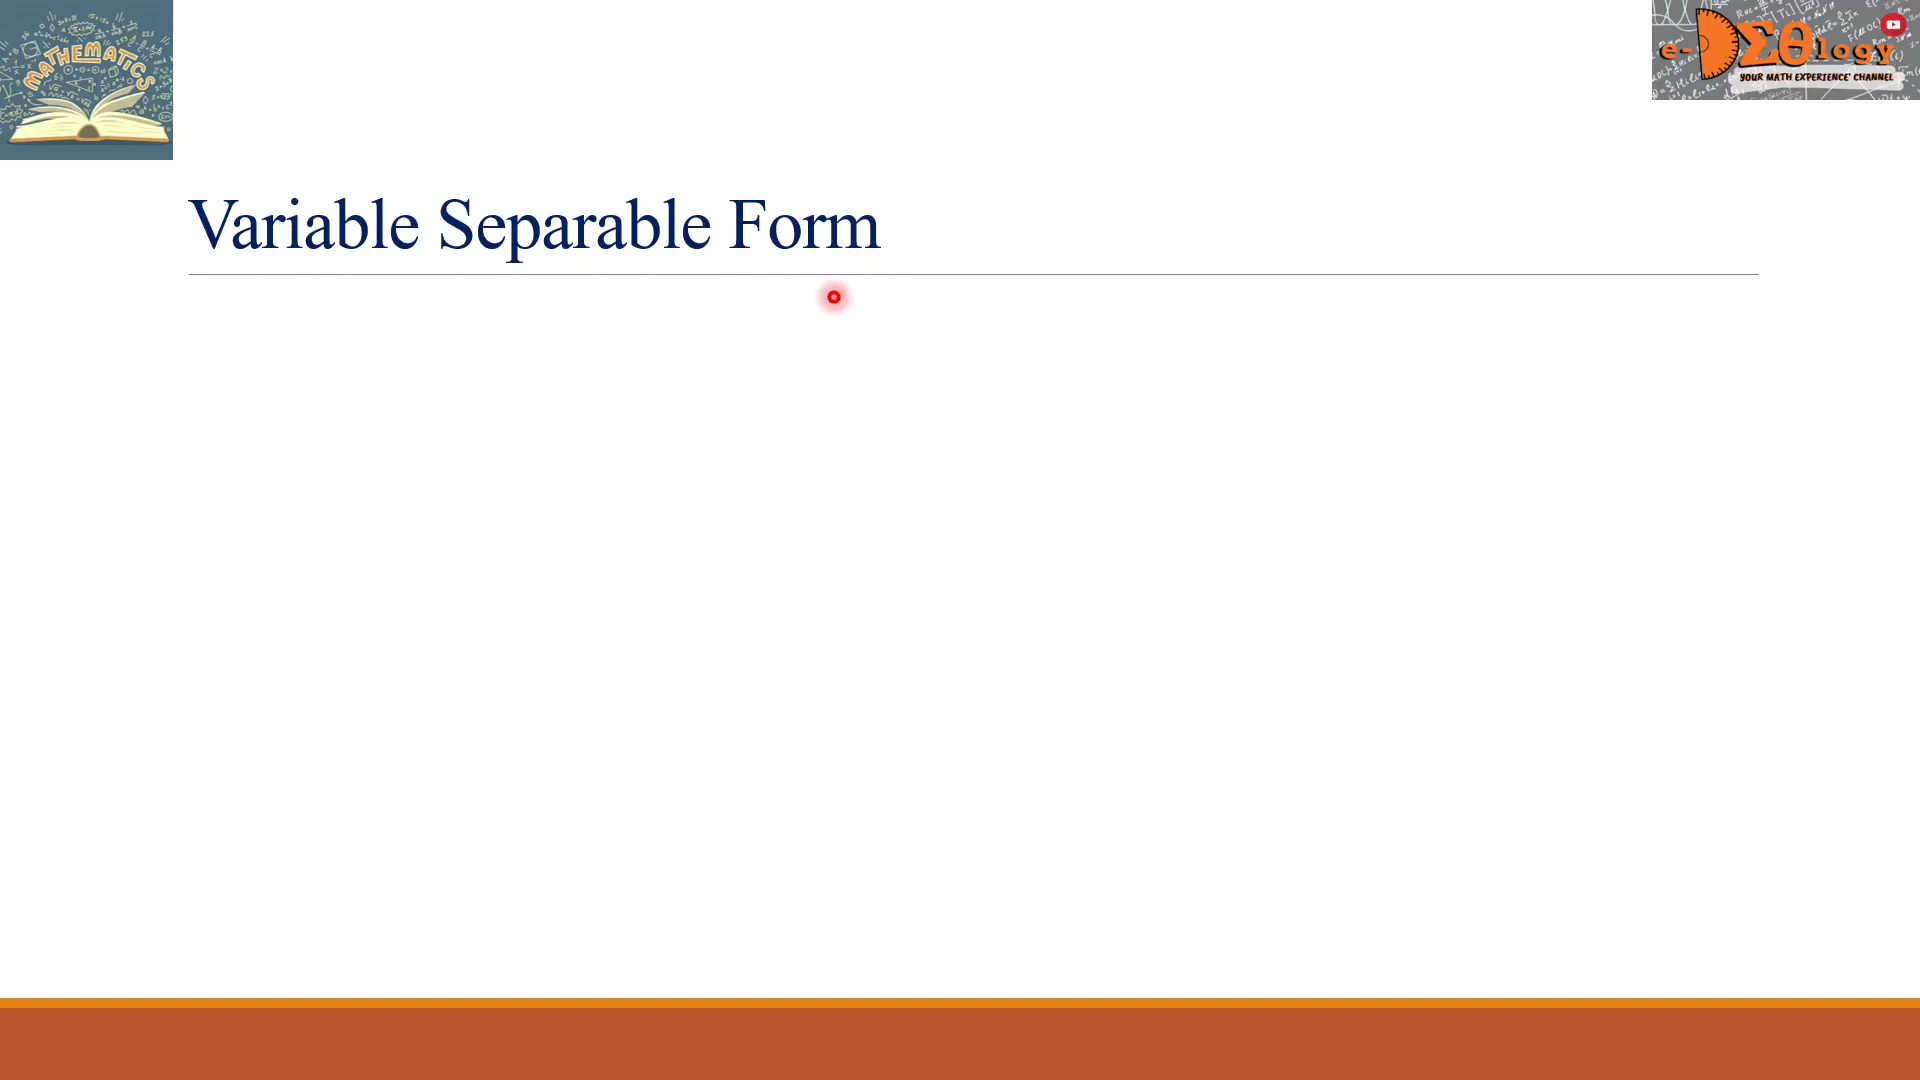 MATHEMATICS
e-DΣθlogy
YOUR MATH EXPERIENCE' CHANNEL
Variable Separable Form